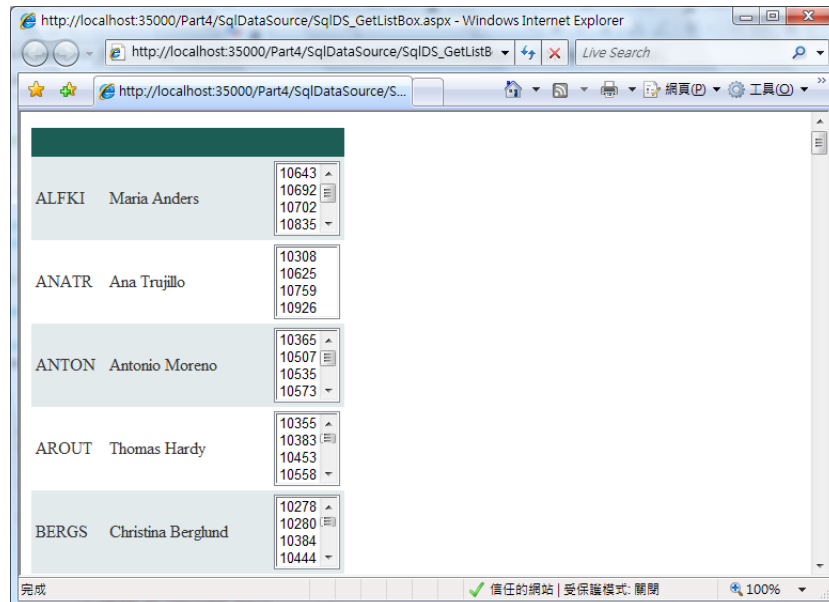 http://localhost:35000/Part4/SqlDataSource/SqlDS_GetListBox.aspx - Windows Internet Explorer
http://localhost:35000/Part4/SqlDataSource/SqlDS_GetListB
Live Search
http://localhost:35000/Part4/SqlDataSource/S...
網頁(P)
工具(O)
ALFKI Maria Anders
10643
10692
10702
10835
ANATR Ana Trujillo
10308
10625
10759
10926
ANTON Antonio Moreno
10365
10507
10535
10573
AROUT Thomas Hardy
10355
10383
10453
10558
BERGS Christina Berglund
10278
10280
10384
10444
完成
信任的網站 | 受保護模式: 關閉
100%